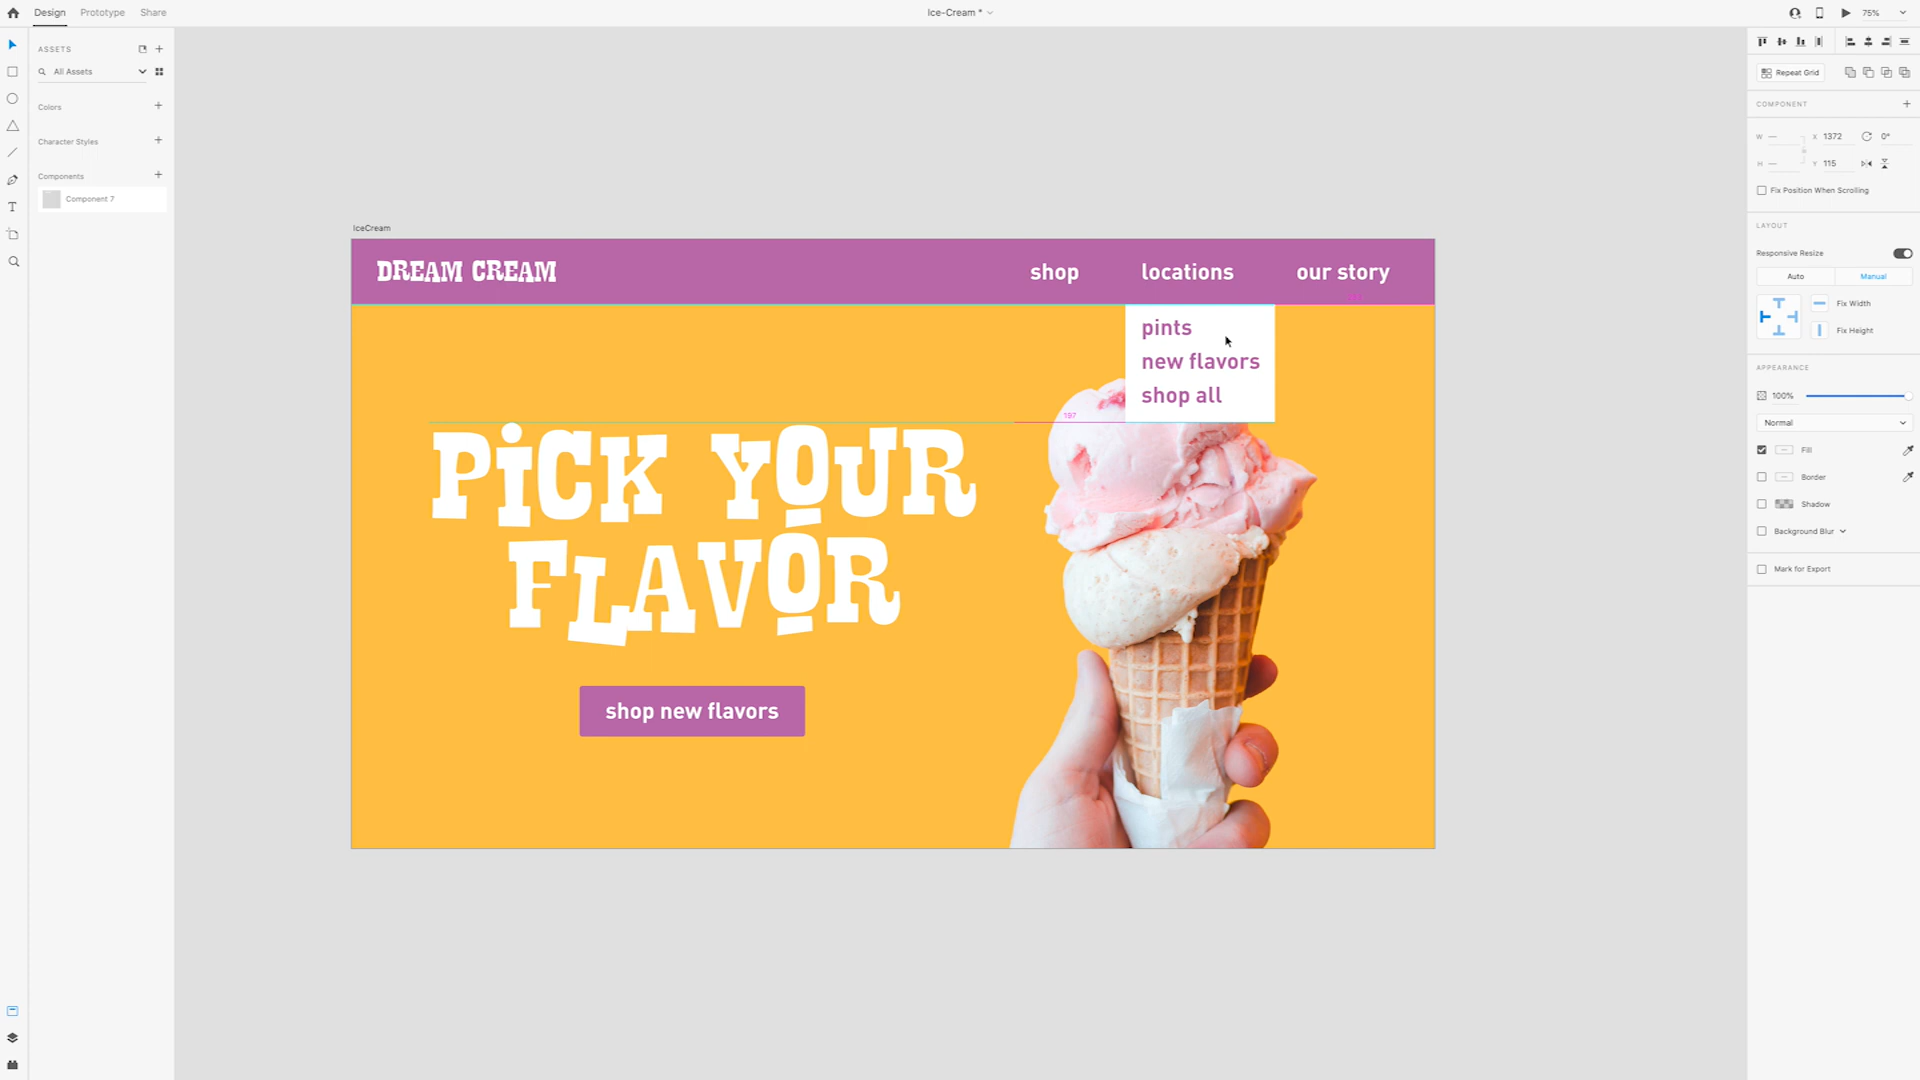 Design Prototype Share
Ice-Cream *
75%
ASSETS
All Assets
Colors
Character Styles
Components
Component 7
IceCream
DREAM CREAM
shop locations our story
pints
new flavors
shop all
197
PiCK YOUR
FLAVOR
shop new flavors
Repeat Grid
COMPONENT
W — X 1372 0°
H — Y 115
Fix Position When Scrolling
LAYOUT
Responsive Resize
Auto Manual
Fix Width
Fix Height
APPEARANCE
100%
Normal
Fill
Border
Shadow
Background Blur
Mark for Export